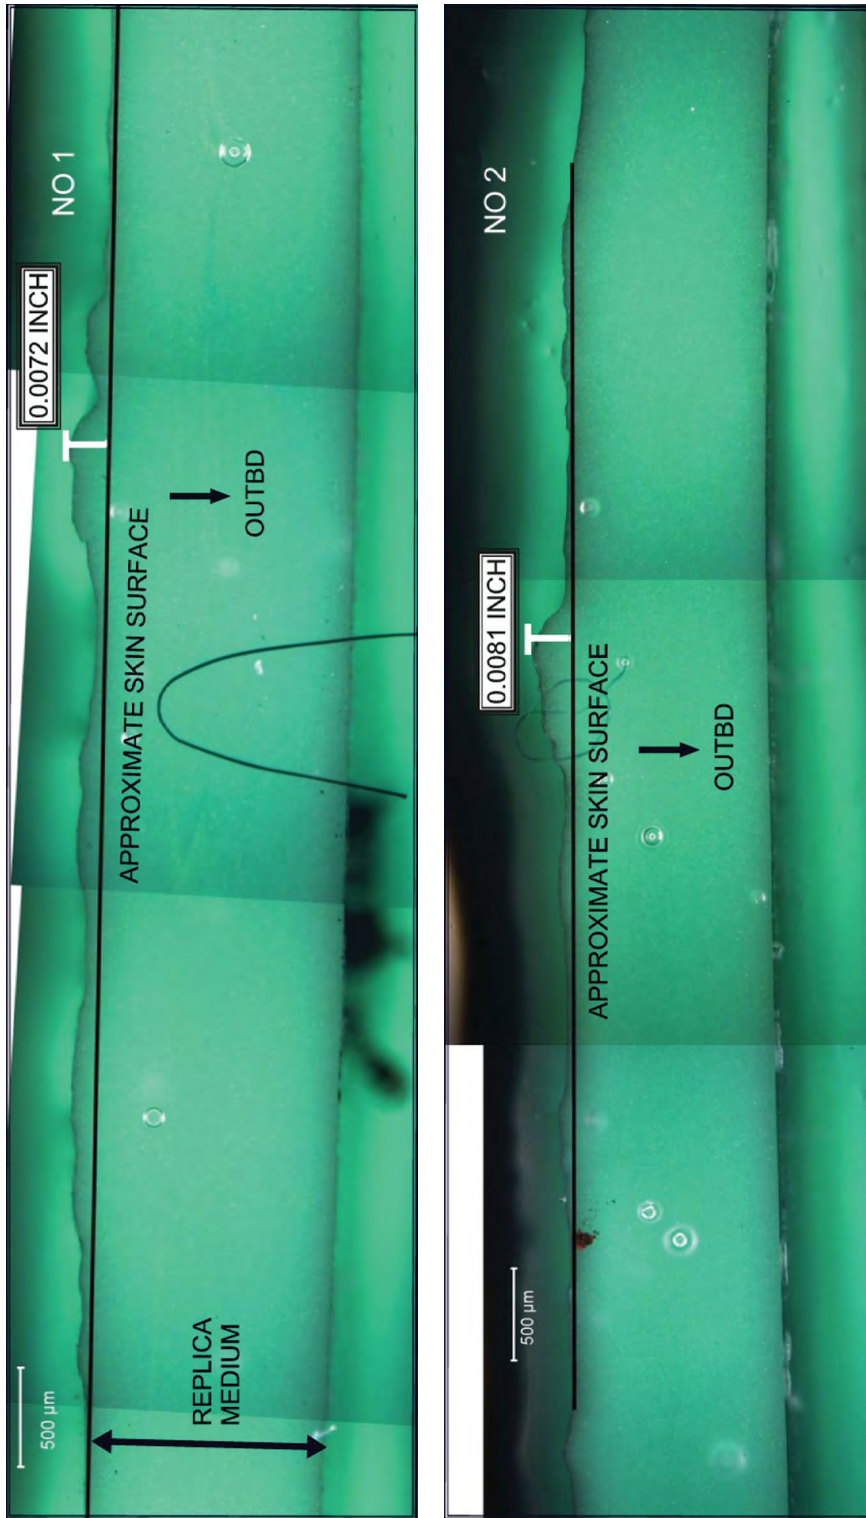 NO 1
0.0072 INCH
APPROXIMATE SKIN SURFACE
OUTBD
REPLICA
MEDIUM
500 µm
NO 2
0.0081 INCH
APPROXIMATE SKIN SURFACE
OUTBD
500 µm